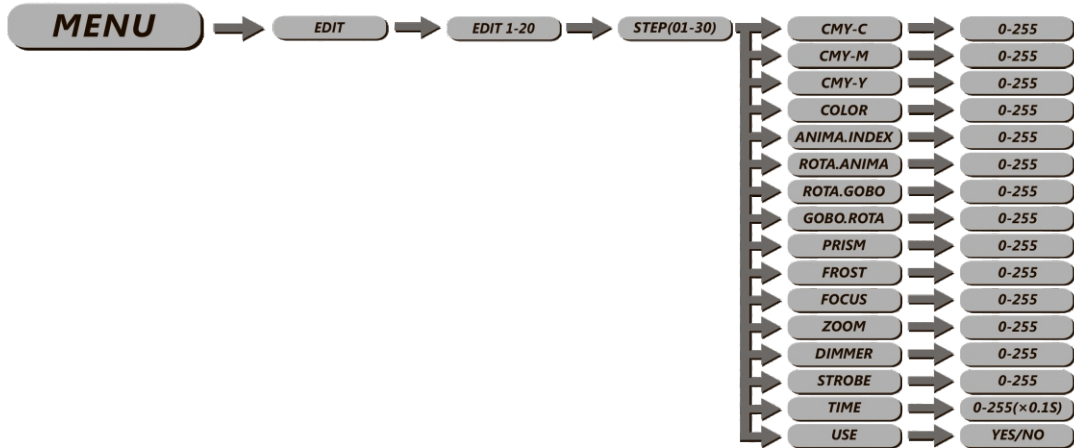 MENU EDIT EDIT 1-20 STEP(01-30) CMY-C 0-255
CMY-M 0-255
CMY-Y 0-255
COLOR 0-255
ANIMA.INDEX 0-255
ROTA.ANIMA 0-255
ROTA.GOBO 0-255
GOBO.ROTA 0-255
PRISM 0-255
FROST 0-255
FOCUS 0-255
ZOOM 0-255
DIMMER 0-255
STROBE 0-255
TIME 0-255(×0.1S)
USE YES/NO